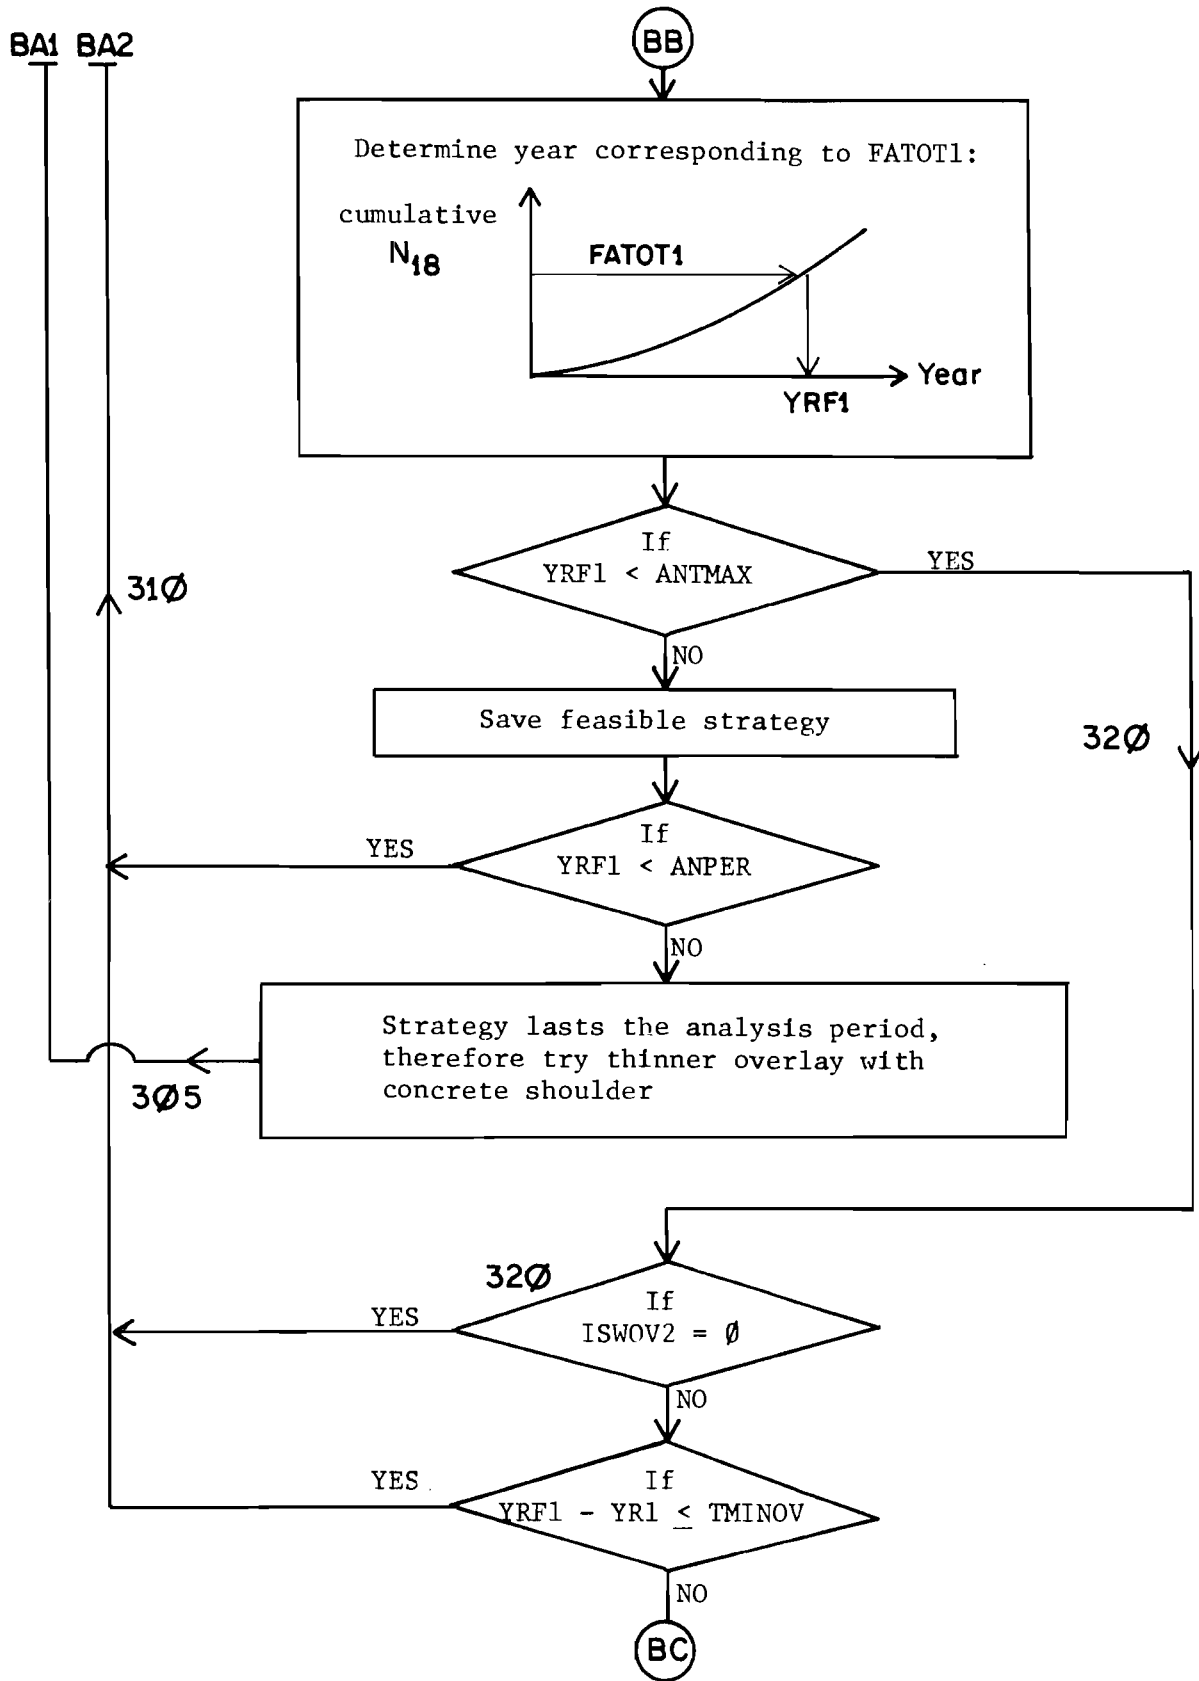 BA1 BA2
BB
Determine year corresponding to FATOT1:
cumulative
N18
FATOT1
Year
YRF1
If
YRF1 < ANTMAX
YES
31Ø
NO
Save feasible strategy
32Ø
If
YRF1 < ANPER
YES
NO
Strategy lasts the analysis period,
therefore try thinner overlay with
concrete shoulder
3Ø5
32Ø
If
ISWOV2 = Ø
YES
NO
If
YRF1 - YR1 ≤ TMINOV
YES
NO
BC